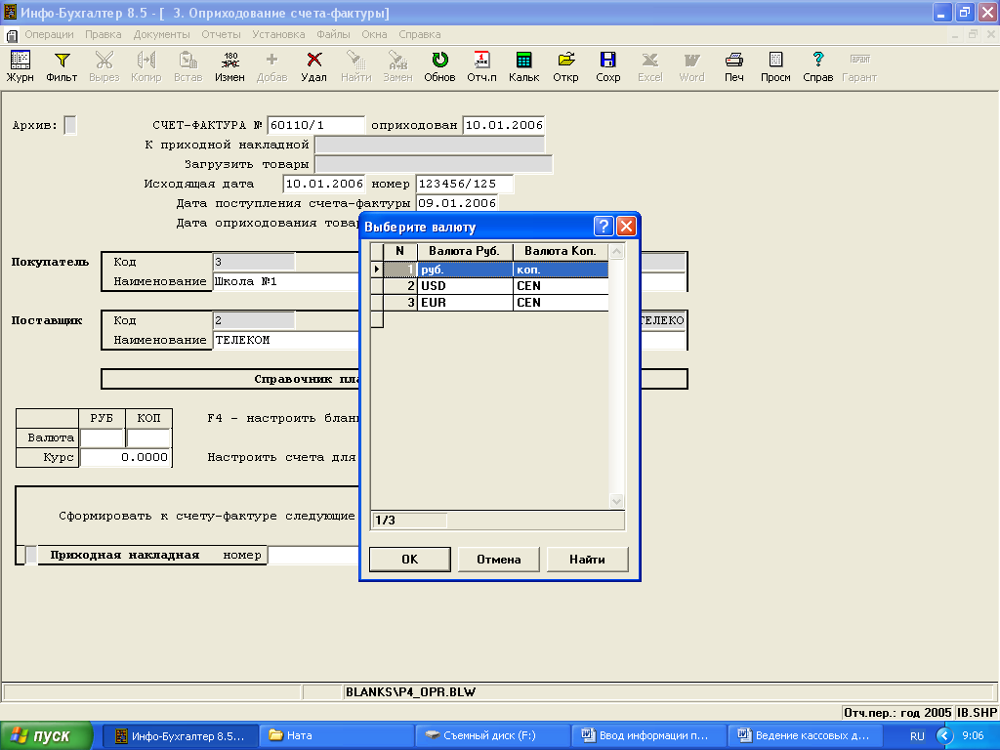 Инфо-Бухгалтер 8.5 - [ 3. Оприходование счета-фактуры]
Операции Правка Документы Отчеты Установка Файлы Окна Справка
Журн Фильт Вырез Копир Встав Измен Добав Удал Найти Замен Обнов Отч.п Кальк Откр Сохр Excel Word Печ Просм Справ Гарант
Архив: СЧЕТ-ФАКТУРА № 60110/1 оприходован 10.01.2006
К приходной накладной
Загрузить товары
Исходящая дата 10.01.2006 номер 123456/125
Дата поступления счета-фактуры 09.01.2006
Дата оприходования това
Выберите валюту
N Валюта Руб. Валюта Коп.
1 руб. коп.
2 USD CEN
3 EUR CEN
1/3
OK Отмена Найти
Покупатель Код 3
Наименование Школа №1
Поставщик Код 2 ТЕЛЕКО
Наименование ТЕЛЕКОМ
Справочник пла
РУБ КОП F4 - настроить блан
Валюта
Курс 0.0000 Настроить счета для
Сформировать к счету-фактуре следующие
Приходная накладная номер
BLANKS\P4_OPR.BLW
Отч.пер.: год 2005 IB.SHP
пуск Инфо-Бухгалтер 8.5... Ната Съемный диск (F:) Ввод информации п... Ведение кассовых д... RU 9:06